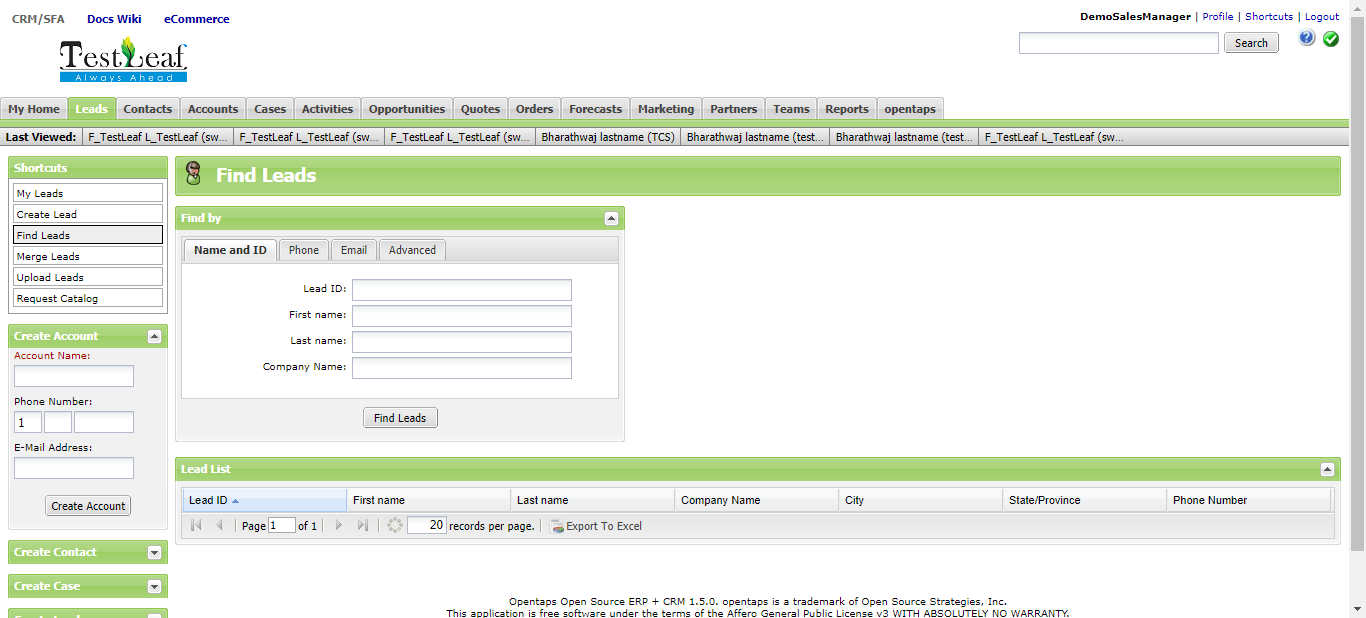 CRM/SFA Docs Wiki eCommerce
DemoSalesManager | Profile | Shortcuts | Logout
TestLeaf
Always Ahead
Search
My Home Leads Contacts Accounts Cases Activities Opportunities Quotes Orders Forecasts Marketing Partners Teams Reports opentaps
Last Viewed: F_TestLeaf L_TestLeaf (sw... F_TestLeaf L_TestLeaf (sw... F_TestLeaf L_TestLeaf (sw... Bharathwaj lastname (TCS) Bharathwaj lastname (test... Bharathwaj lastname (test... F_TestLeaf L_TestLeaf (sw...
Shortcuts
My Leads
Create Lead
Find Leads
Merge Leads
Upload Leads
Request Catalog
Create Account
Account Name:
Phone Number:
1
E-Mail Address:
Create Account
Create Contact
Create Case
Find Leads
Find by
Name and ID Phone Email Advanced
Lead ID:
First name:
Last name:
Company Name:
Find Leads
Lead List
Lead ID First name Last name Company Name City State/Province Phone Number
Page 1 of 1 20 records per page. Export To Excel
Opentaps Open Source ERP + CRM 1.5.0. opentaps is a trademark of Open Source Strategies, Inc.
This application is free software under the terms of the Affero General Public License v3 WITH ABSOLUTELY NO WARRANTY.